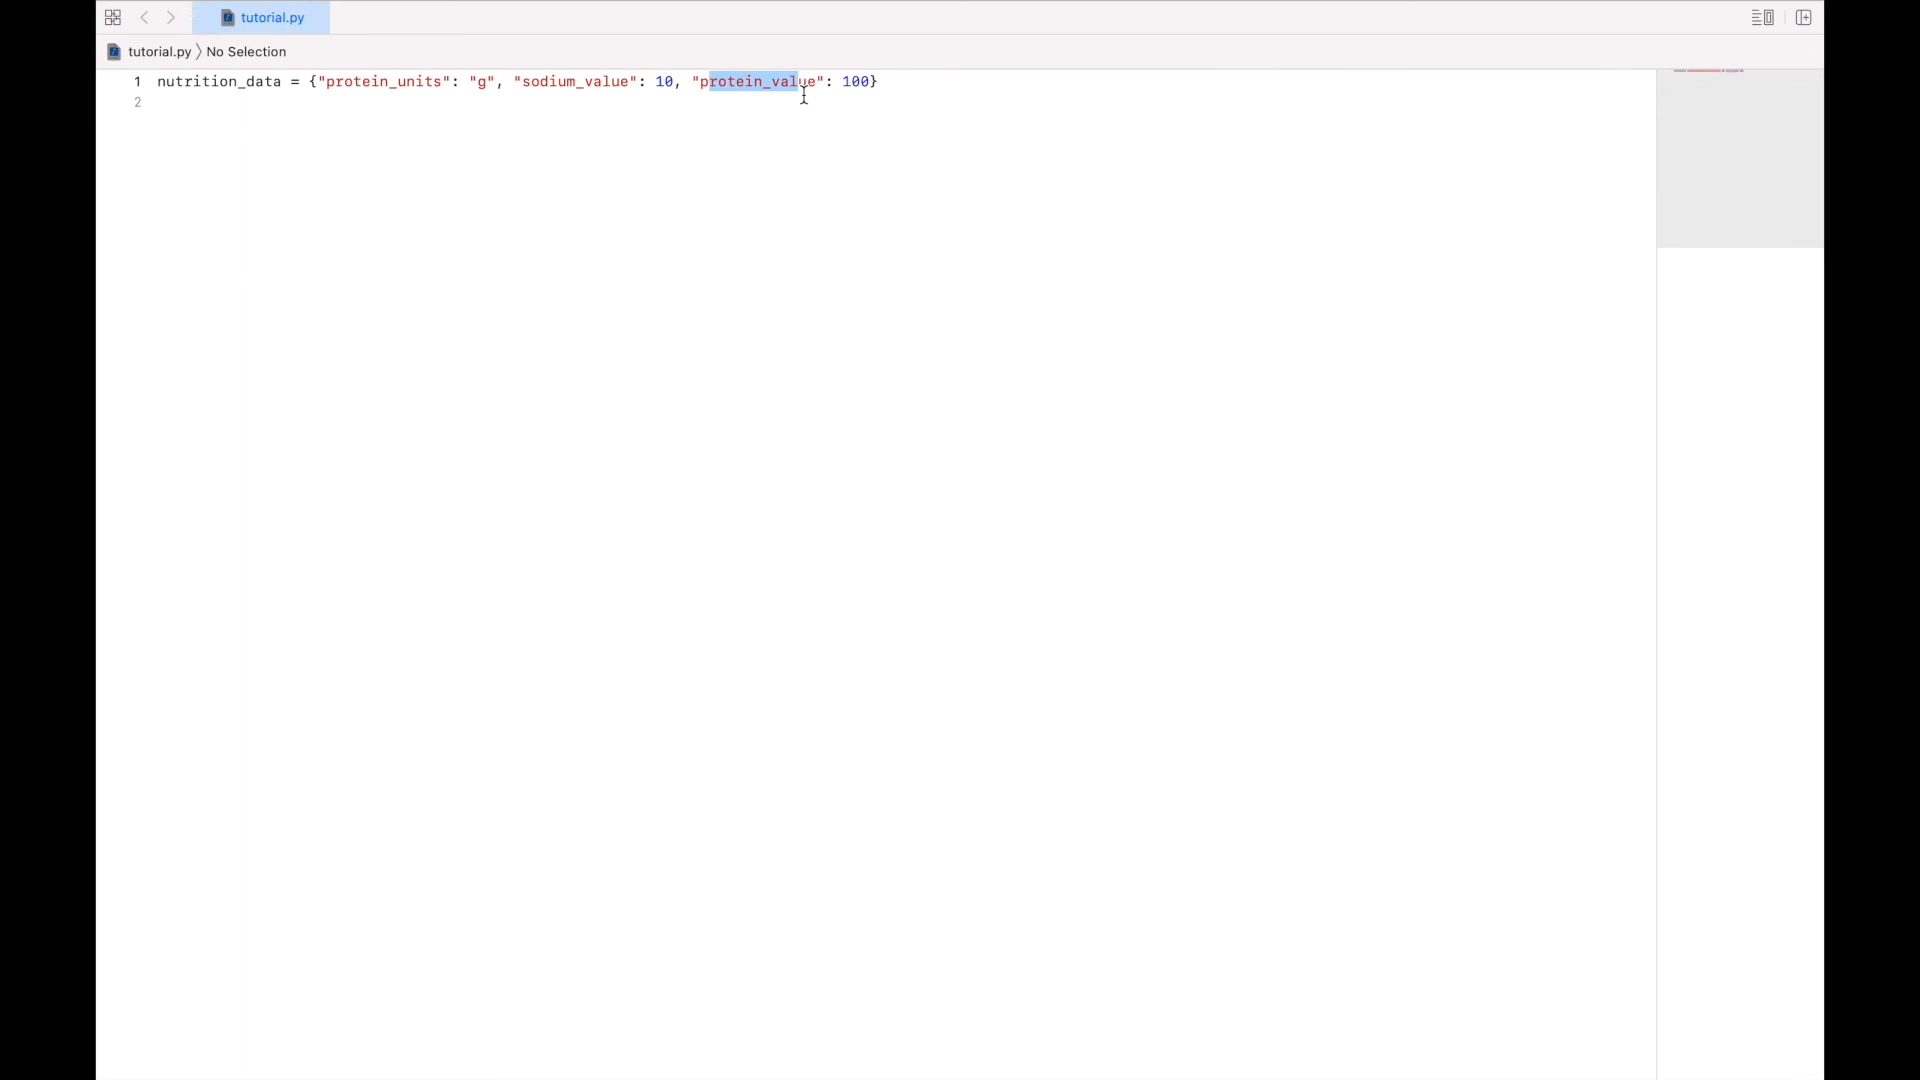 tutorial.py
tutorial.py 〉 No Selection
1 nutrition_data = {"protein_units": "g", "sodium_value": 10, "protein_value": 100}
2